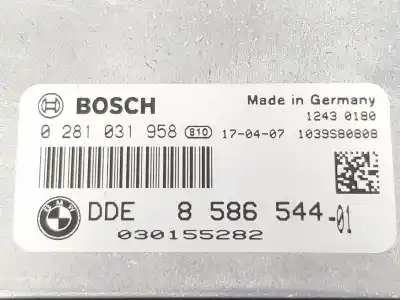 BOSCH
Made in Germany
1243 0180
0 281 031 958 810 17-04-07 1039S80808
BMW
DDE 8 586 544-01
030155282